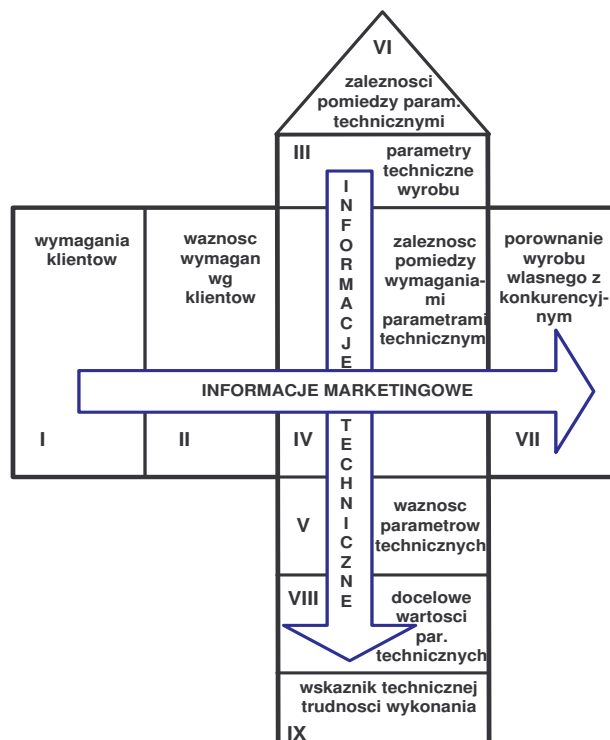 VI
zaleznosci
pomiedzy param.
technicznymi
III
parametry
techniczne
wyrobu
wymagania
klientow
I
waznosc
wymagan
wg
klientow
II
zaleznosc
pomiedzy
wymagania-
mi
parametrami
technicznym
IV
porownanie
wyrobu
wlasnego z
konkurencyj-
nym
VII
INFORMACJE TECHNICZNE
INFORMACJE MARKETINGOWE
V
waznosc
parametrow
technicznych
VIII
docelowe
wartosci
par.
technicznych
wskaznik technicznej
trudnosci wykonania
IX